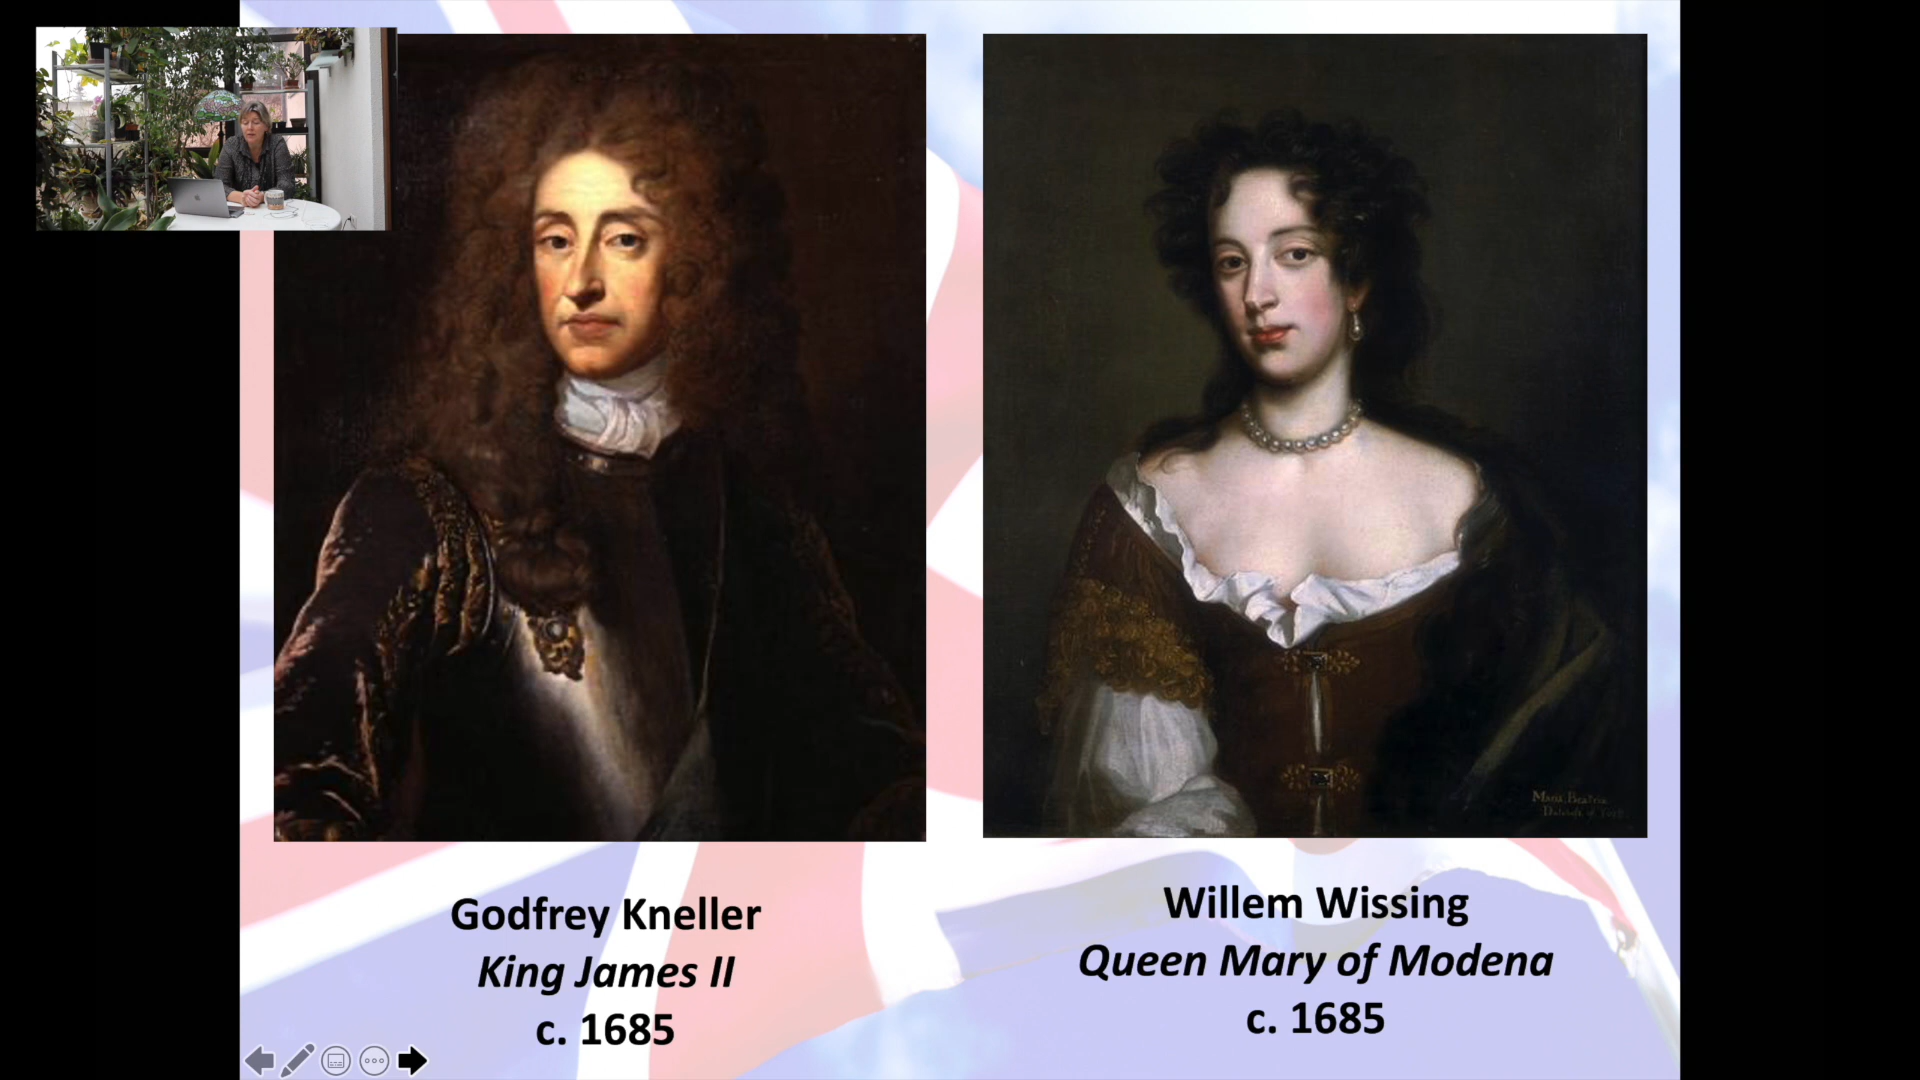 Godfrey Kneller
King James II
c. 1685
Willem Wissing
Queen Mary of Modena
c. 1685